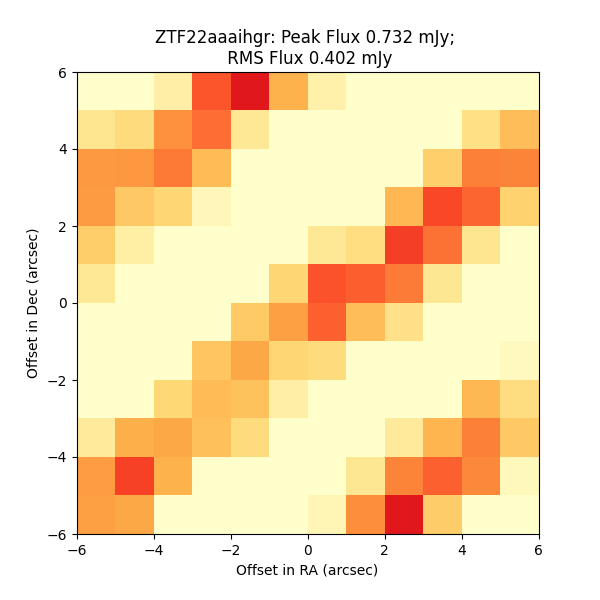 ZTF22aaaihgr: Peak Flux 0.732 mJy;
RMS Flux 0.402 mJy
6
4
2
0
−2
−4
−6
Offset in Dec (arcsec)
−6 −4 −2 0 2 4 6
Offset in RA (arcsec)